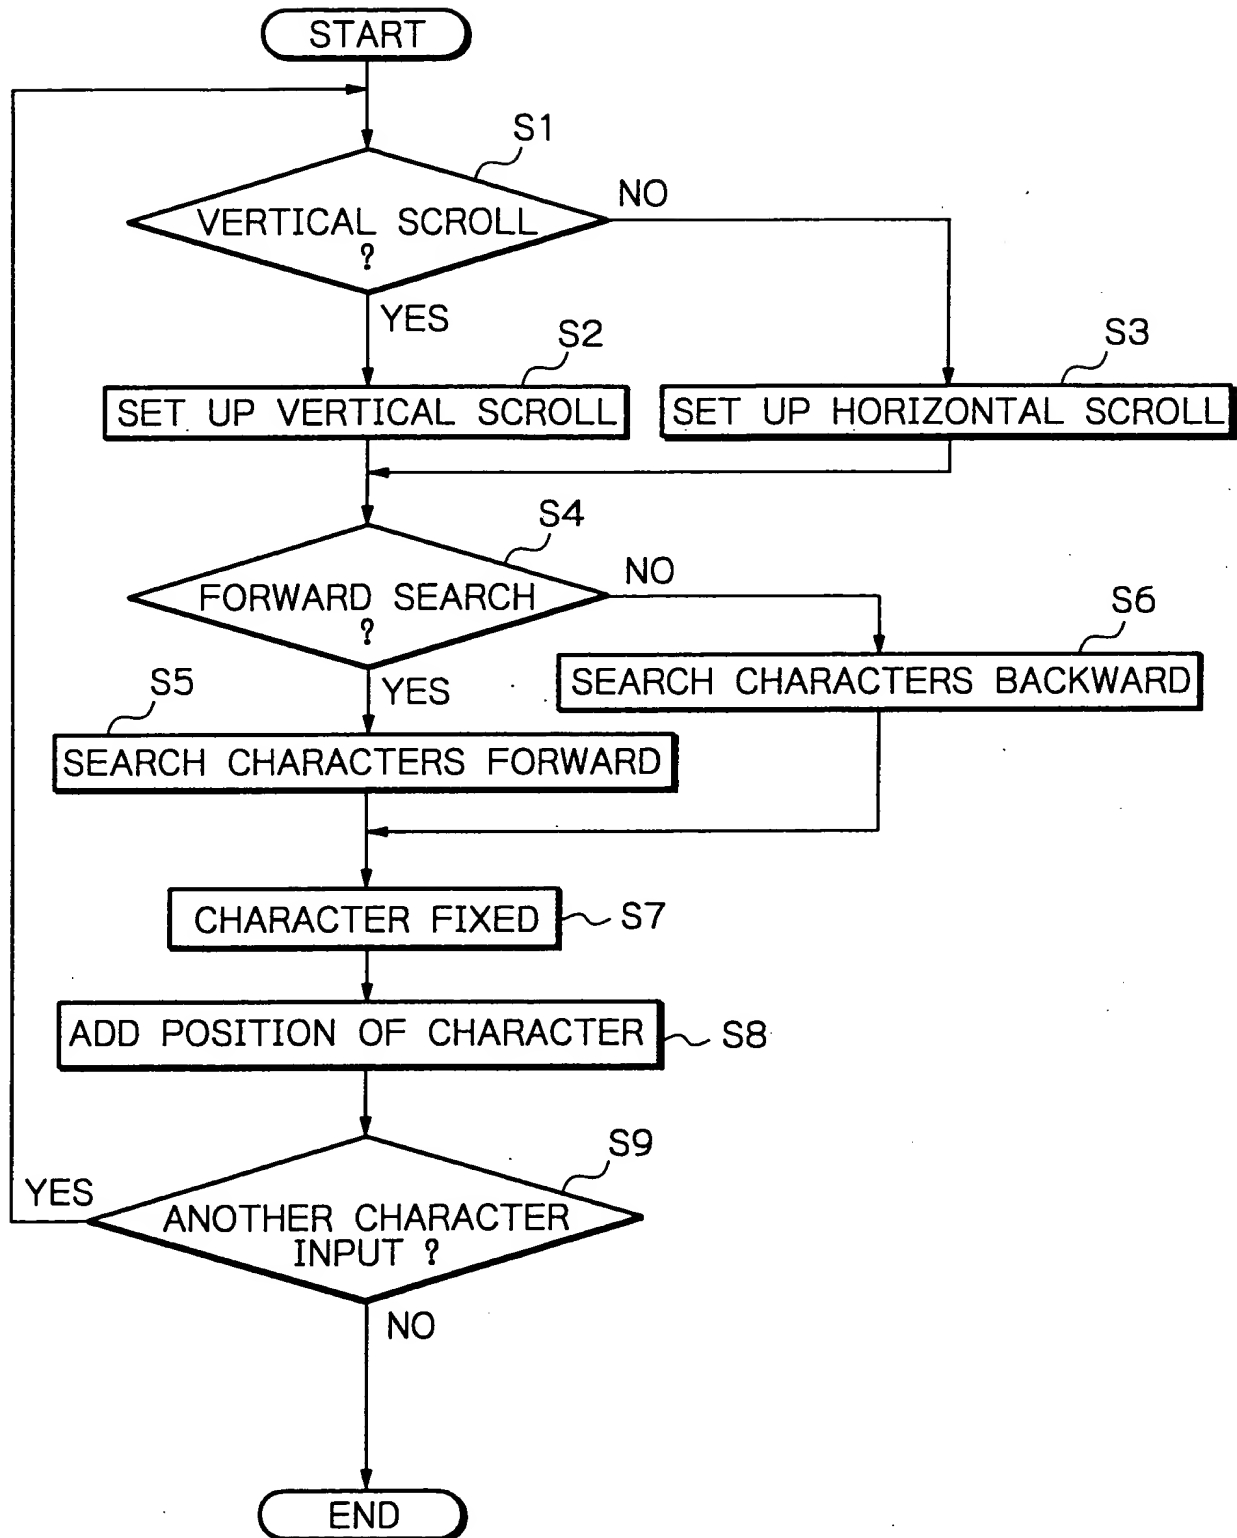 START
S1
VERTICAL SCROLL
?
NO
YES
S2
SET UP VERTICAL SCROLL
S3
SET UP HORIZONTAL SCROLL
S4
FORWARD SEARCH
?
NO
YES
S6
SEARCH CHARACTERS BACKWARD
S5
SEARCH CHARACTERS FORWARD
CHARACTER FIXED
S7
ADD POSITION OF CHARACTER
S8
S9
ANOTHER CHARACTER
INPUT ?
YES
NO
END